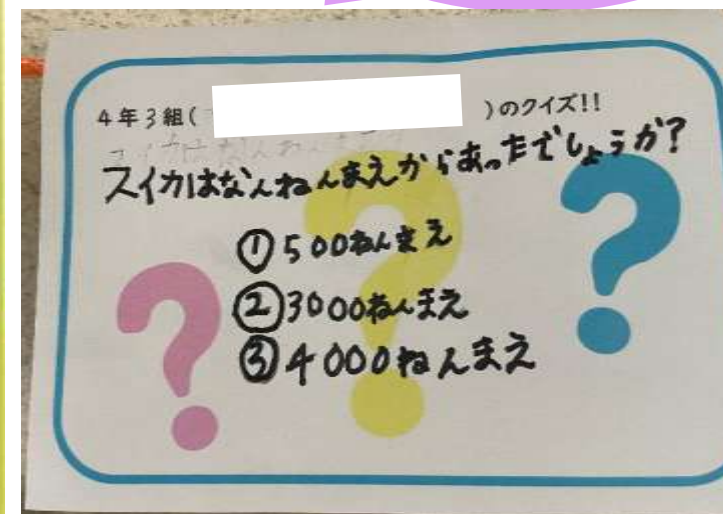 4年3組(
)のクイズ!!
スイカはなんねんまえからあったでしょうか?
①500ねんまえ
②3000ねんまえ
③4000ねんまえ